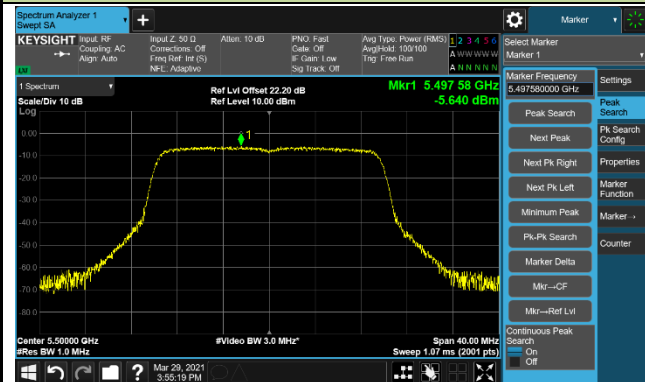 Spectrum Analyzer 1
Swept SA
Marker
KEYSIGHT
Input: RF
Coupling: AC
Align: Auto
Input Z: 50 Ω
Corrections: Off
Freq Ref: Int (S)
NFE: Adaptive
Atten: 10 dB
PNO: Fast
Gate: Off
IF Gain: Low
Sig Track: Off
Avg Type: Power (RMS)
Avg|Hold: 100/100
Trig: Free Run
1 2 3 4 5 6
A W W W W W
A N N N N N
Select Marker
Marker 1
1 Spectrum
Scale/Div 10 dB
Log
Ref Lvl Offset 22.20 dB
Ref Level 10.00 dBm
Mkr1 5.497 58 GHz
-5.640 dBm
Marker Frequency
5.497580000 GHz
Settings
Peak Search
Peak
Search
Next Peak
Pk Search
Config
Next Pk Right
Properties
Next Pk Left
Marker
Function
Minimum Peak
Marker→
Pk-Pk Search
Counter
Marker Delta
Mkr→CF
Mkr→Ref Lvl
Continuous Peak
Search
On
Off
0.00
-10.0
-20.0
-30.0
-40.0
-50.0
-60.0
-70.0
-80.0
1
Center 5.50000 GHz
#Res BW 1.0 MHz
#Video BW 3.0 MHz*
Span 40.00 MHz
Sweep 1.07 ms (2001 pts)
Mar 29, 2021
3:55:19 PM